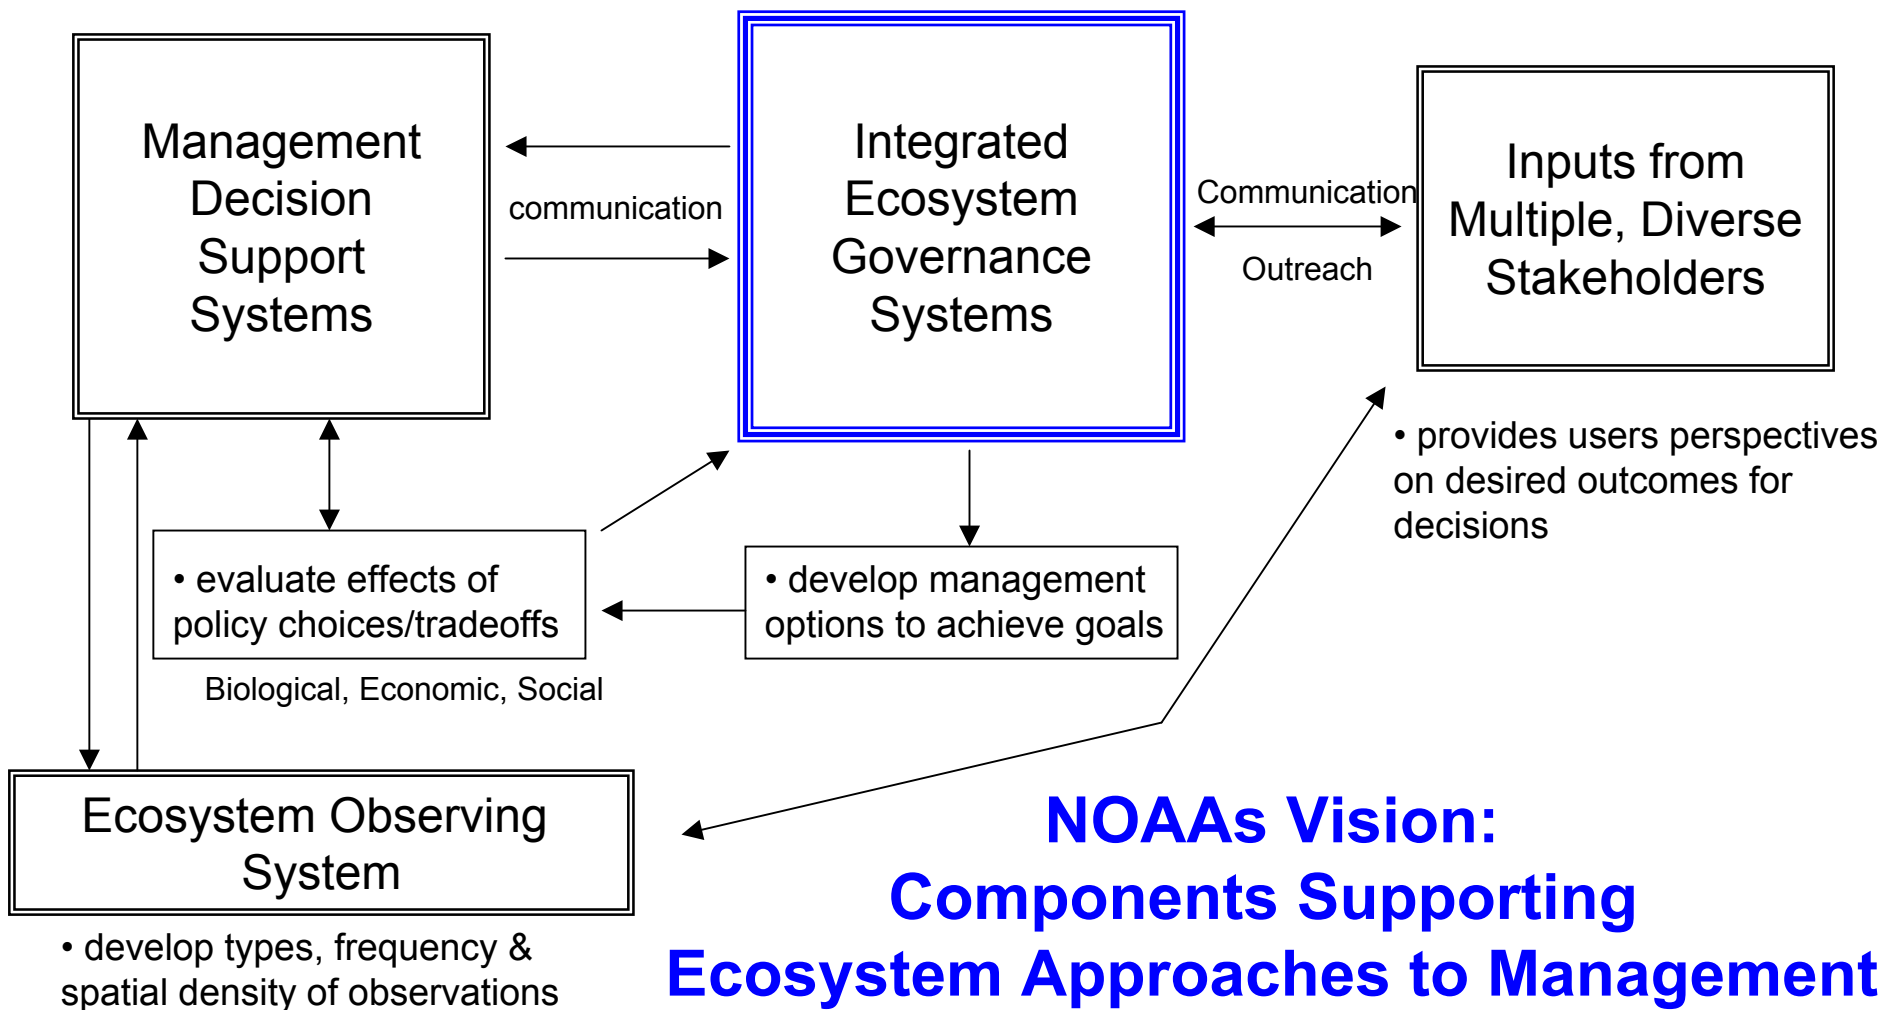 Management
Decision
Support
Systems
communication
Integrated
Ecosystem
Governance
Systems
Communication
Outreach
Inputs from
Multiple, Diverse
Stakeholders
• provides users perspectives
on desired outcomes for
decisions
• evaluate effects of
policy choices/tradeoffs
Biological, Economic, Social
• develop management
options to achieve goals
Ecosystem Observing
System
• develop types, frequency &
spatial density of observations
NOAAs Vision:
Components Supporting
Ecosystem Approaches to Management